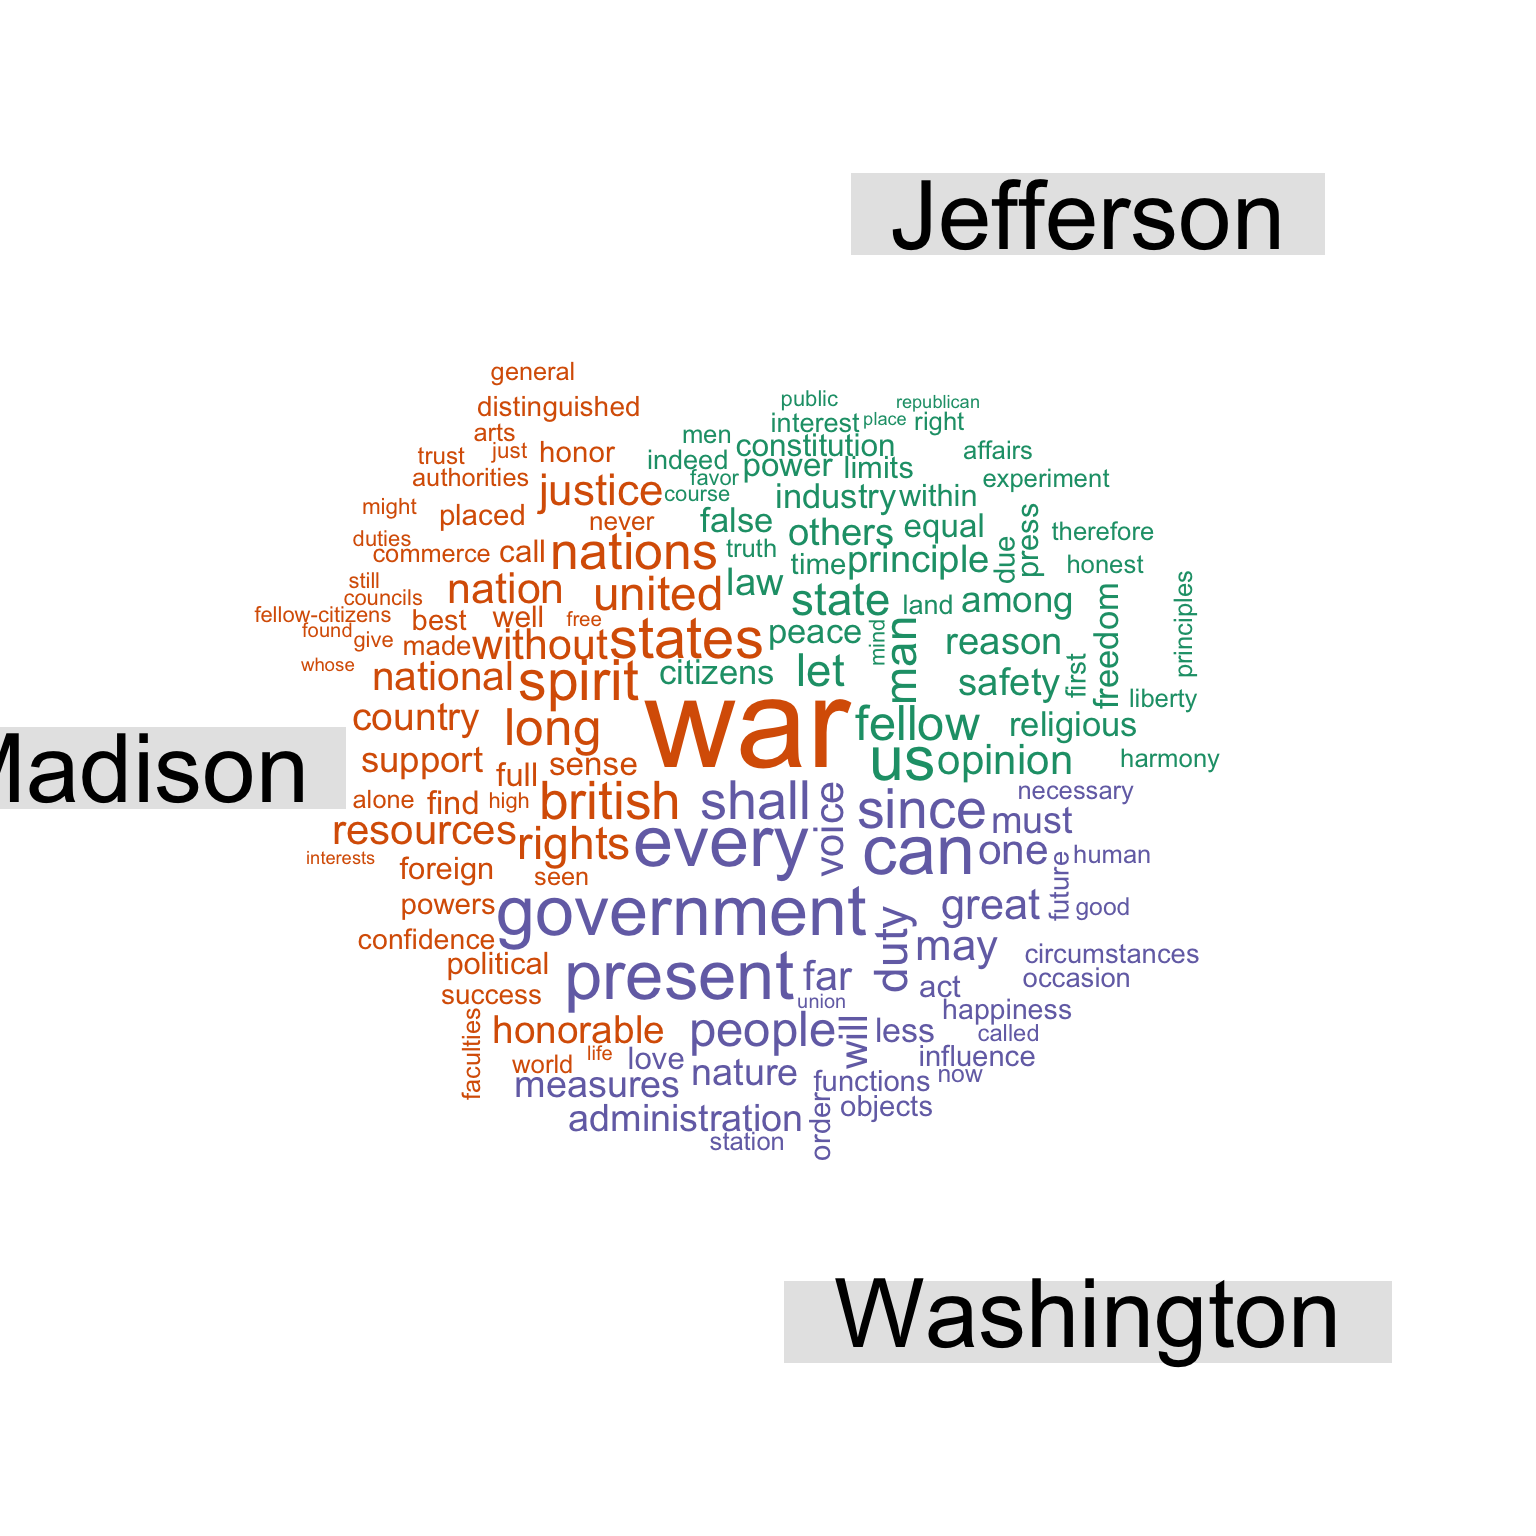 Jefferson
general
public
republican
distinguished
interest
place
right
arts
men
constitution
affairs
trust
just
honor
indeed
power
limits
authorities
favor
experiment
justice
course
industry
within
might
placed
never
false
others
equal
press
therefore
duties
commerce
call
nations
truth
time
principle
due
honest
still
nation
united
law
state
land
among
freedom
principles
councils
fellow-citizens
best
well
free
found
give
made
without
states
peace
mind
man
reason
first
whose
national
spirit
citizens
let
safety
liberty
country
long
war
fellow
religious
Madison
support
full
sense
us
opinion
harmony
alone
find
high
british
shall
voice
since
necessary
resources
rights
every
can
one
must
human
interests
foreign
seen
future
powers
government
great
good
confidence
duty
may
political
circumstances
present
far
occasion
success
union
act
happiness
faculties
honorable
people
will
less
called
world
life
love
influence
measures
nature
functions
now
administration
order
objects
station
Washington